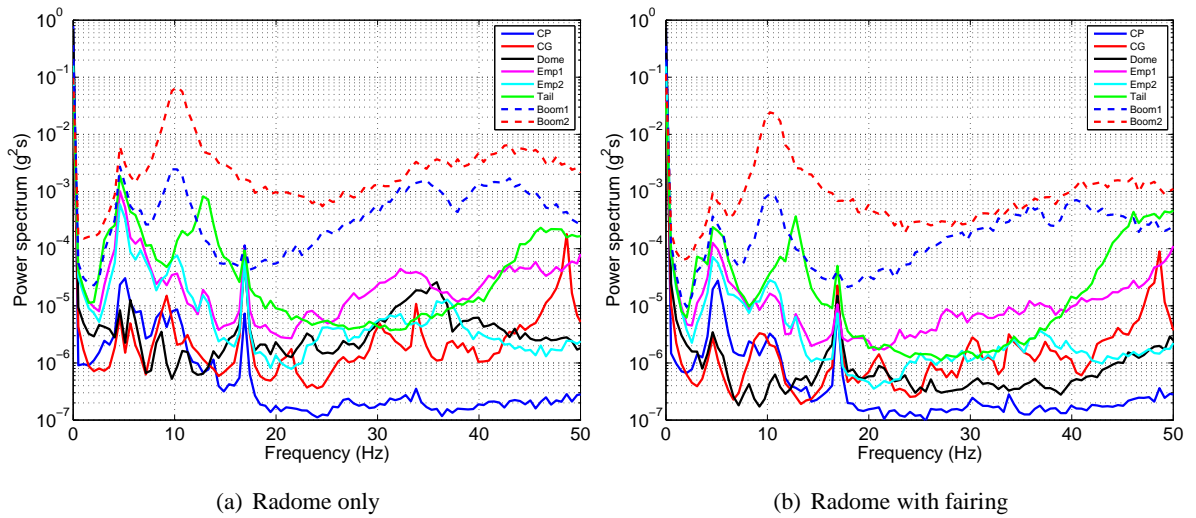 10^0
10^-1
10^-2
10^-3
10^-4
10^-5
10^-6
10^-7
Power spectrum (g^2s)
0 10 20 30 40 50
Frequency (Hz)
CP
CG
Dome
Emp1
Emp2
Tail
Boom1
Boom2
(a) Radome only
10^0
10^-1
10^-2
10^-3
10^-4
10^-5
10^-6
10^-7
Power spectrum (g^2s)
0 10 20 30 40 50
Frequency (Hz)
CP
CG
Dome
Emp1
Emp2
Tail
Boom1
Boom2
(b) Radome with fairing